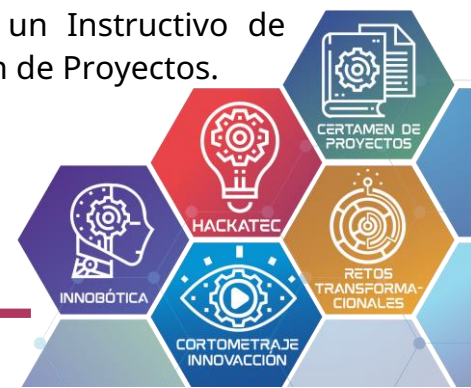 un Instructivo de
n de Proyectos.
CERTAMEN DE
PROYECTOS
HACKATEC
INNOBÓTICA
RETOS
TRANSFORMA-
CIONALES
CORTOMETRAJE
INNOVACCIÓN